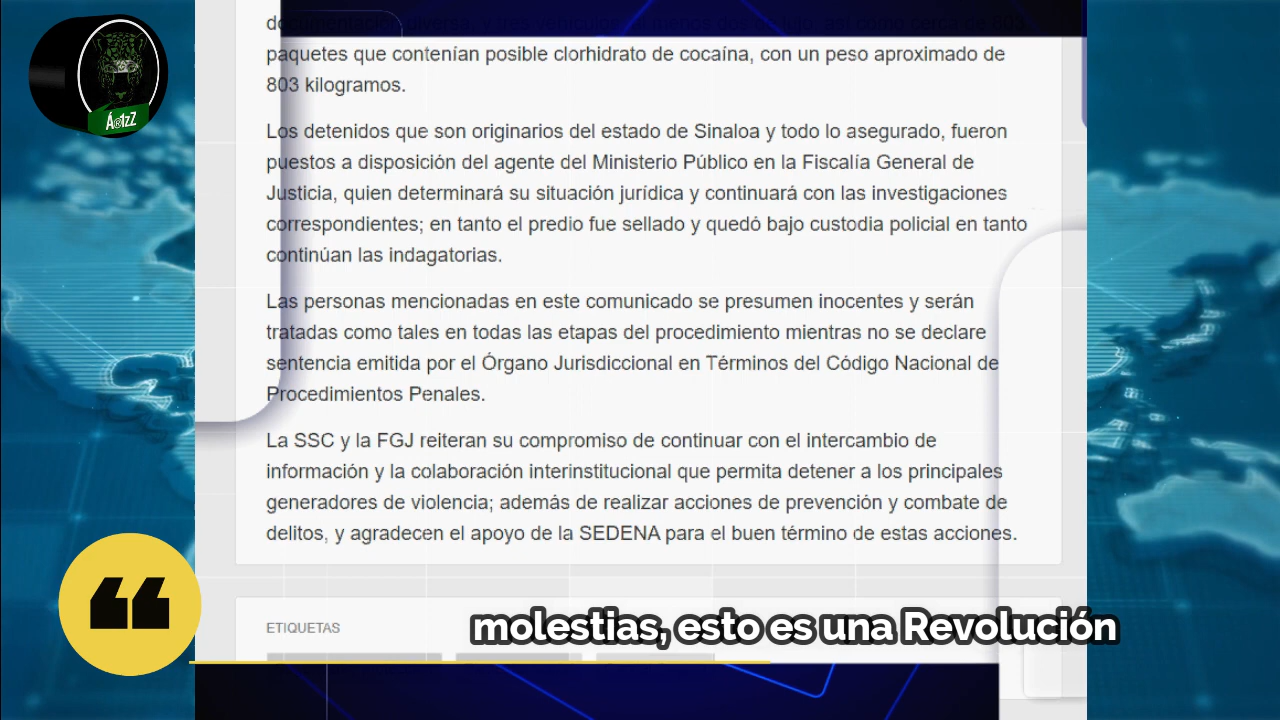 documentación diversa, y tres vehículos
803
paquetes que contenían posible clorhidrato de cocaína, con un peso aproximado de
803 kilogramos.
Los detenidos que son originarios del estado de Sinaloa y todo lo asegurado, fueron
puestos a disposición del agente del Ministerio Público en la Fiscalía General de
Justicia, quien determinará su situación jurídica y continuará con las investigaciones
correspondientes; en tanto el predio fue sellado y quedó bajo custodia policial en tanto
continúan las indagatorias.
Las personas mencionadas en este comunicado se presumen inocentes y serán
tratadas como tales en todas las etapas del procedimiento mientras no se declare
sentencia emitida por el Órgano Jurisdiccional en Términos del Código Nacional de
Procedimientos Penales.
La SSC y la FGJ reiteran su compromiso de continuar con el intercambio de
información y la colaboración interinstitucional que permita detener a los principales
generadores de violencia; además de realizar acciones de prevención y combate de
delitos, y agradecen el apoyo de la SEDENA para el buen término de estas acciones.
ETIQUETAS
molestias, esto es una Revolución